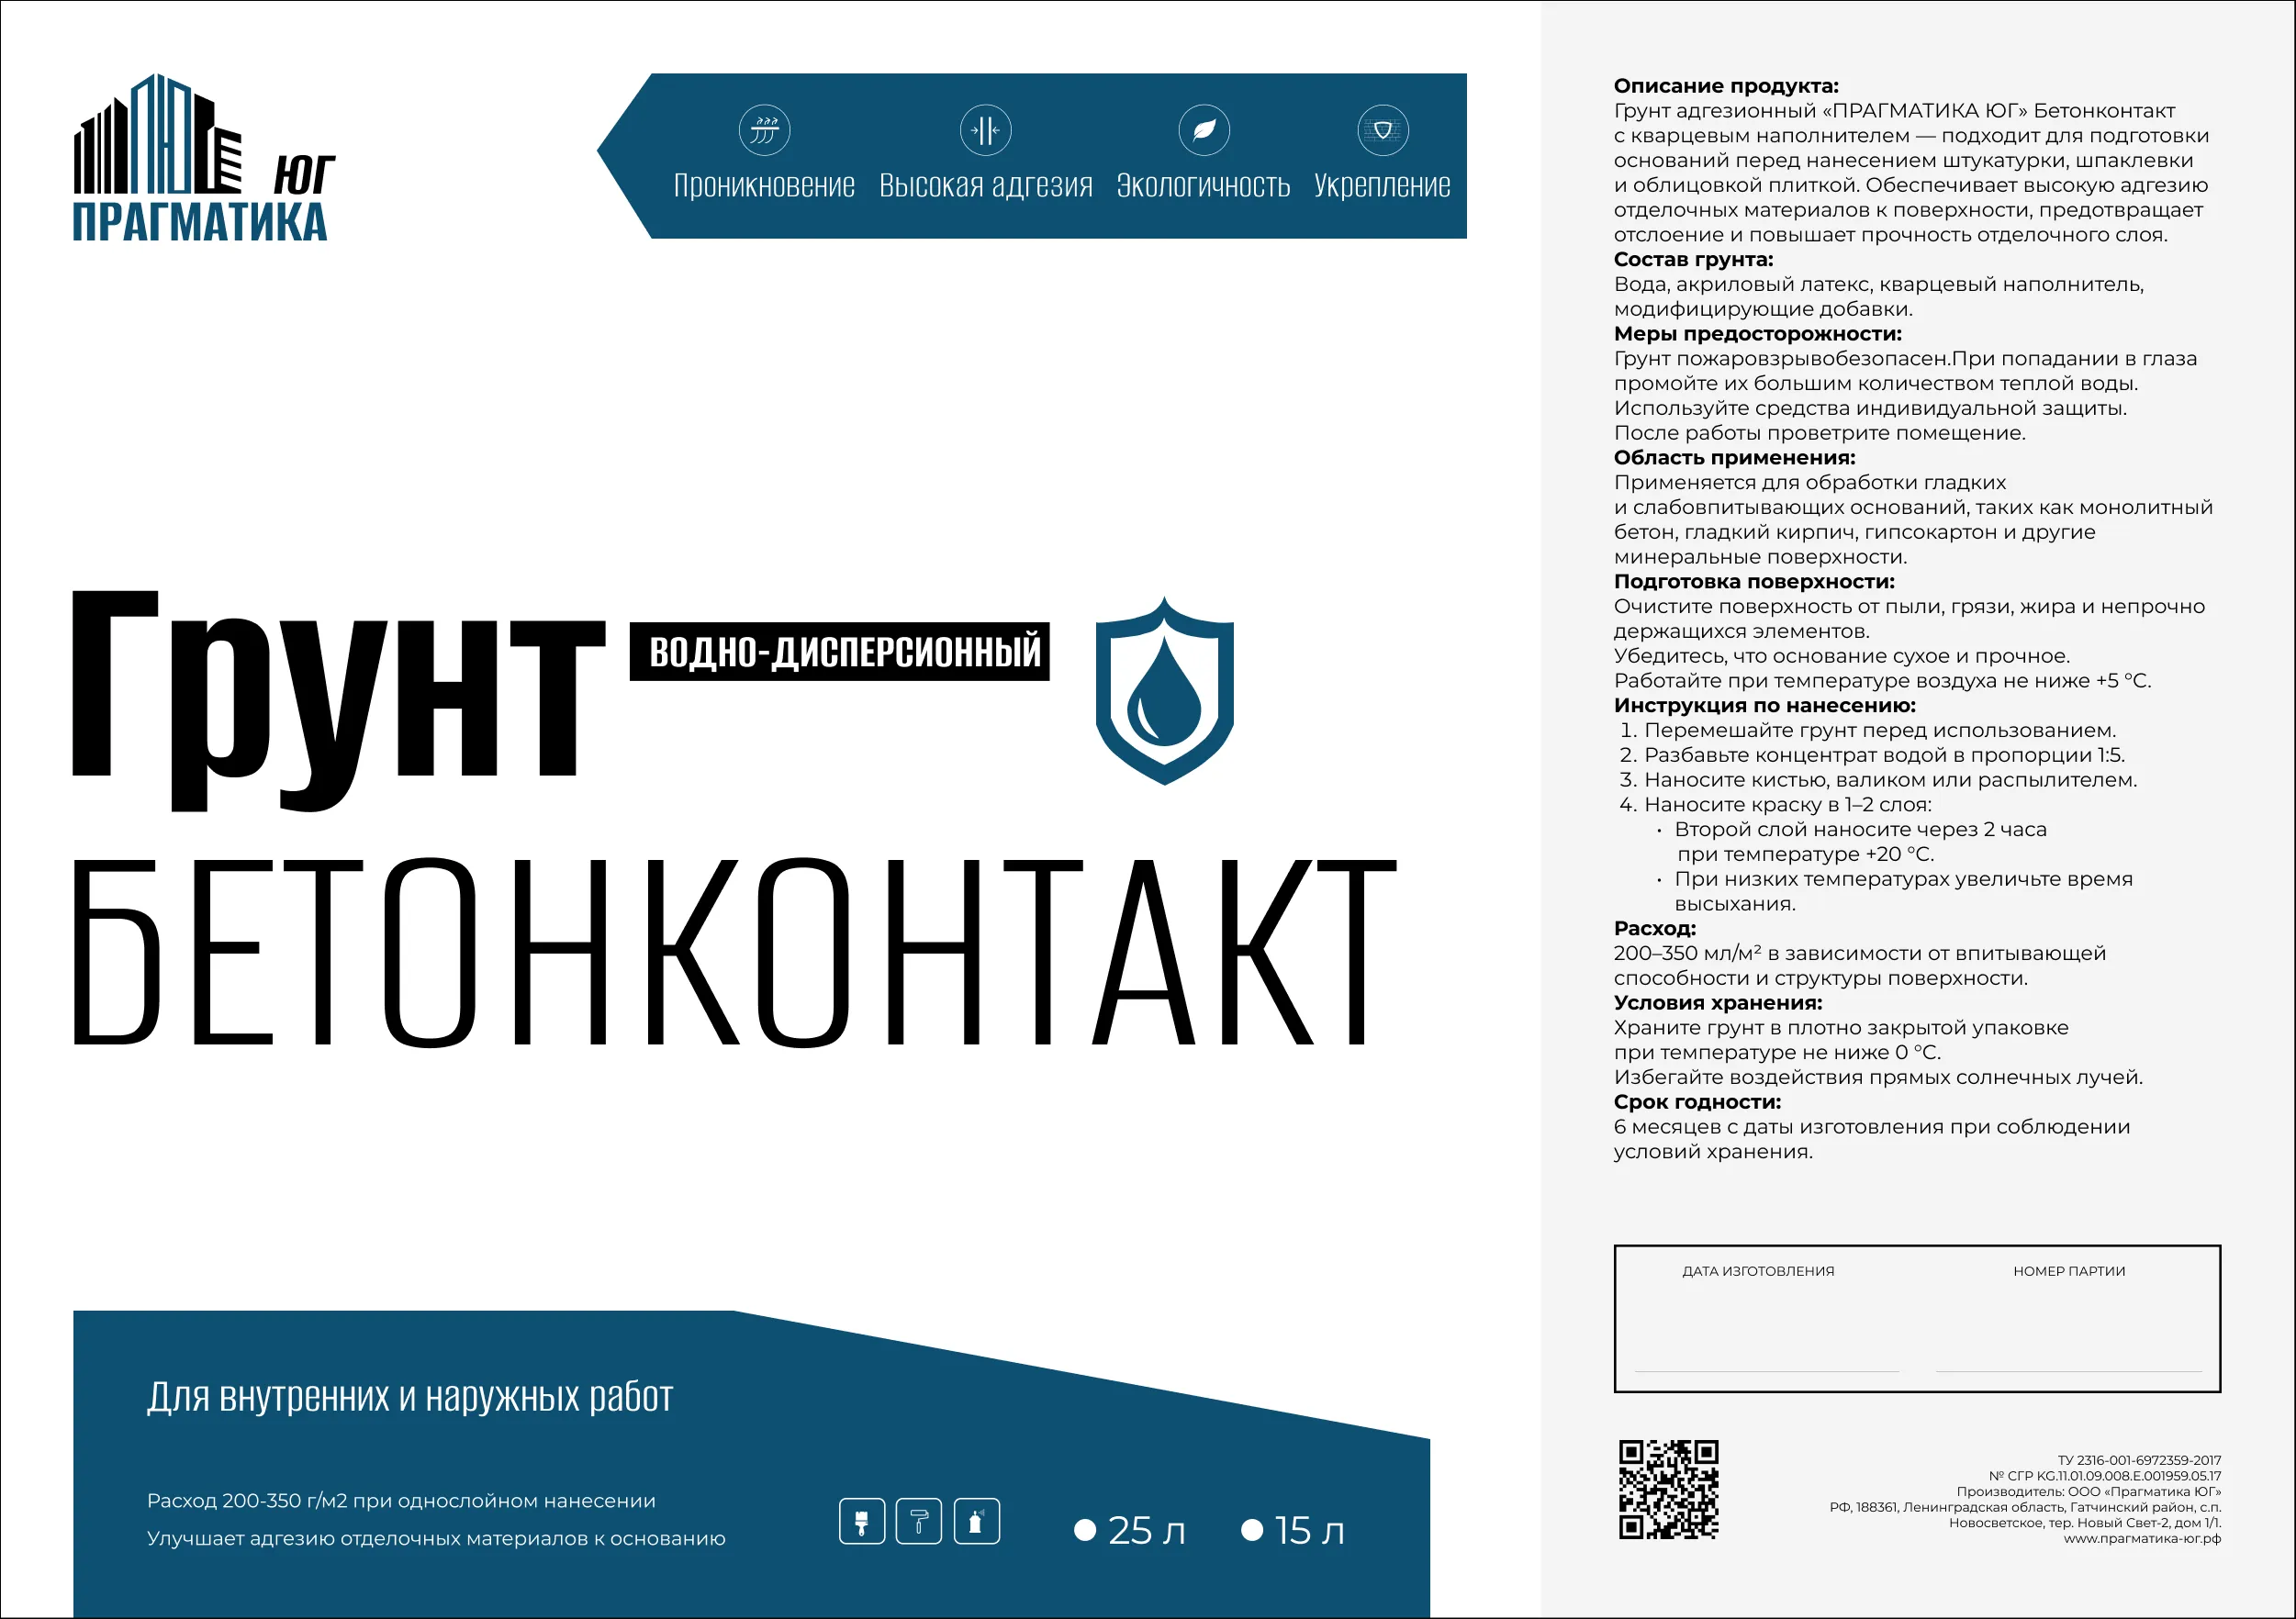 ЮГ
ПРАГМАТИКА
Проникновение
Высокая адгезия
Экологичность
Укрепление
Грунт
ВОДНО-ДИСПЕРСИОННЫЙ
БЕТОНКОНТАКТ
Для внутренних и наружных работ
Расход 200-350 г/м2 при однослойном нанесении
Улучшает адгезию отделочных материалов к основанию
25 л
15 л
Описание продукта:
Грунт адгезионный «ПРАГМАТИКА ЮГ» Бетонконтакт
с кварцевым наполнителем — подходит для подготовки
оснований перед нанесением штукатурки, шпаклевки
и облицовкой плиткой. Обеспечивает высокую адгезию
отделочных материалов к поверхности, предотвращает
отслоение и повышает прочность отделочного слоя.
Состав грунта:
Вода, акриловый латекс, кварцевый наполнитель,
модифицирующие добавки.
Меры предосторожности:
Грунт пожаровзрывобезопасен.При попадании в глаза
промойте их большим количеством теплой воды.
Используйте средства индивидуальной защиты.
После работы проветрите помещение.
Область применения:
Применяется для обработки гладких
и слабовпитывающих оснований, таких как монолитный
бетон, гладкий кирпич, гипсокартон и другие
минеральные поверхности.
Подготовка поверхности:
Очистите поверхность от пыли, грязи, жира и непрочно
держащихся элементов.
Убедитесь, что основание сухое и прочное.
Работайте при температуре воздуха не ниже +5 °C.
Инструкция по нанесению:
1. Перемешайте грунт перед использованием.
2. Разбавьте концентрат водой в пропорции 1:5.
3. Наносите кистью, валиком или распылителем.
4. Наносите краску в 1–2 слоя:
• Второй слой наносите через 2 часа
при температуре +20 °C.
• При низких температурах увеличьте время
высыхания.
Расход:
200–350 мл/м² в зависимости от впитывающей
способности и структуры поверхности.
Условия хранения:
Храните грунт в плотно закрытой упаковке
при температуре не ниже 0 °C.
Избегайте воздействия прямых солнечных лучей.
Срок годности:
6 месяцев с даты изготовления при соблюдении
условий хранения.
ДАТА ИЗГОТОВЛЕНИЯ
НОМЕР ПАРТИИ
ТУ 2316-001-6972359-2017
№ СГР KG.11.01.09.008.E.001959.05.17
Производитель: ООО «Прагматика ЮГ»
РФ, 188361, Ленинградская область, Гатчинский район, с.п.
Новосветское, тер. Новый Свет-2, дом 1/1.
www.прагматика-юг.рф